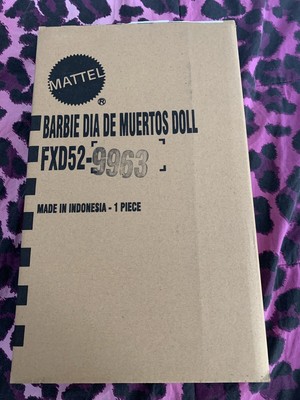 MATTEL
®
BARBIE DIA DE MUERTOS DOLL
FXD52-9963
MADE IN INDONESIA - 1 PIECE